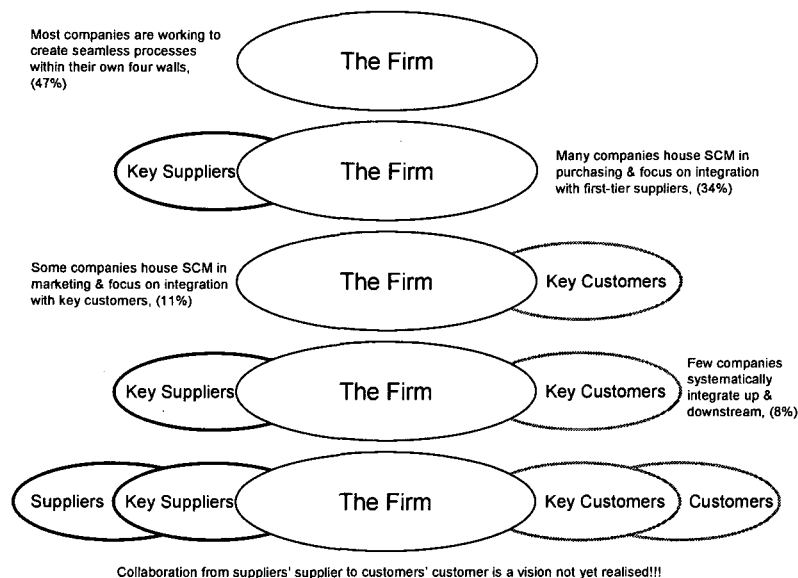 Most companies are working to
create seamless processes
within their own four walls,
(47%)
The Firm
Key Suppliers
The Firm
Many companies house SCM in
purchasing & focus on integration
with first-tier suppliers, (34%)
Some companies house SCM in
marketing & focus on integration
with key customers, (11%)
The Firm
Key Customers
Key Suppliers
The Firm
Key Customers
Few companies
systematically
integrate up &
downstream, (8%)
Suppliers
Key Suppliers
The Firm
Key Customers
Customers
Collaboration from suppliers' supplier to customers' customer is a vision not yet realised!!!